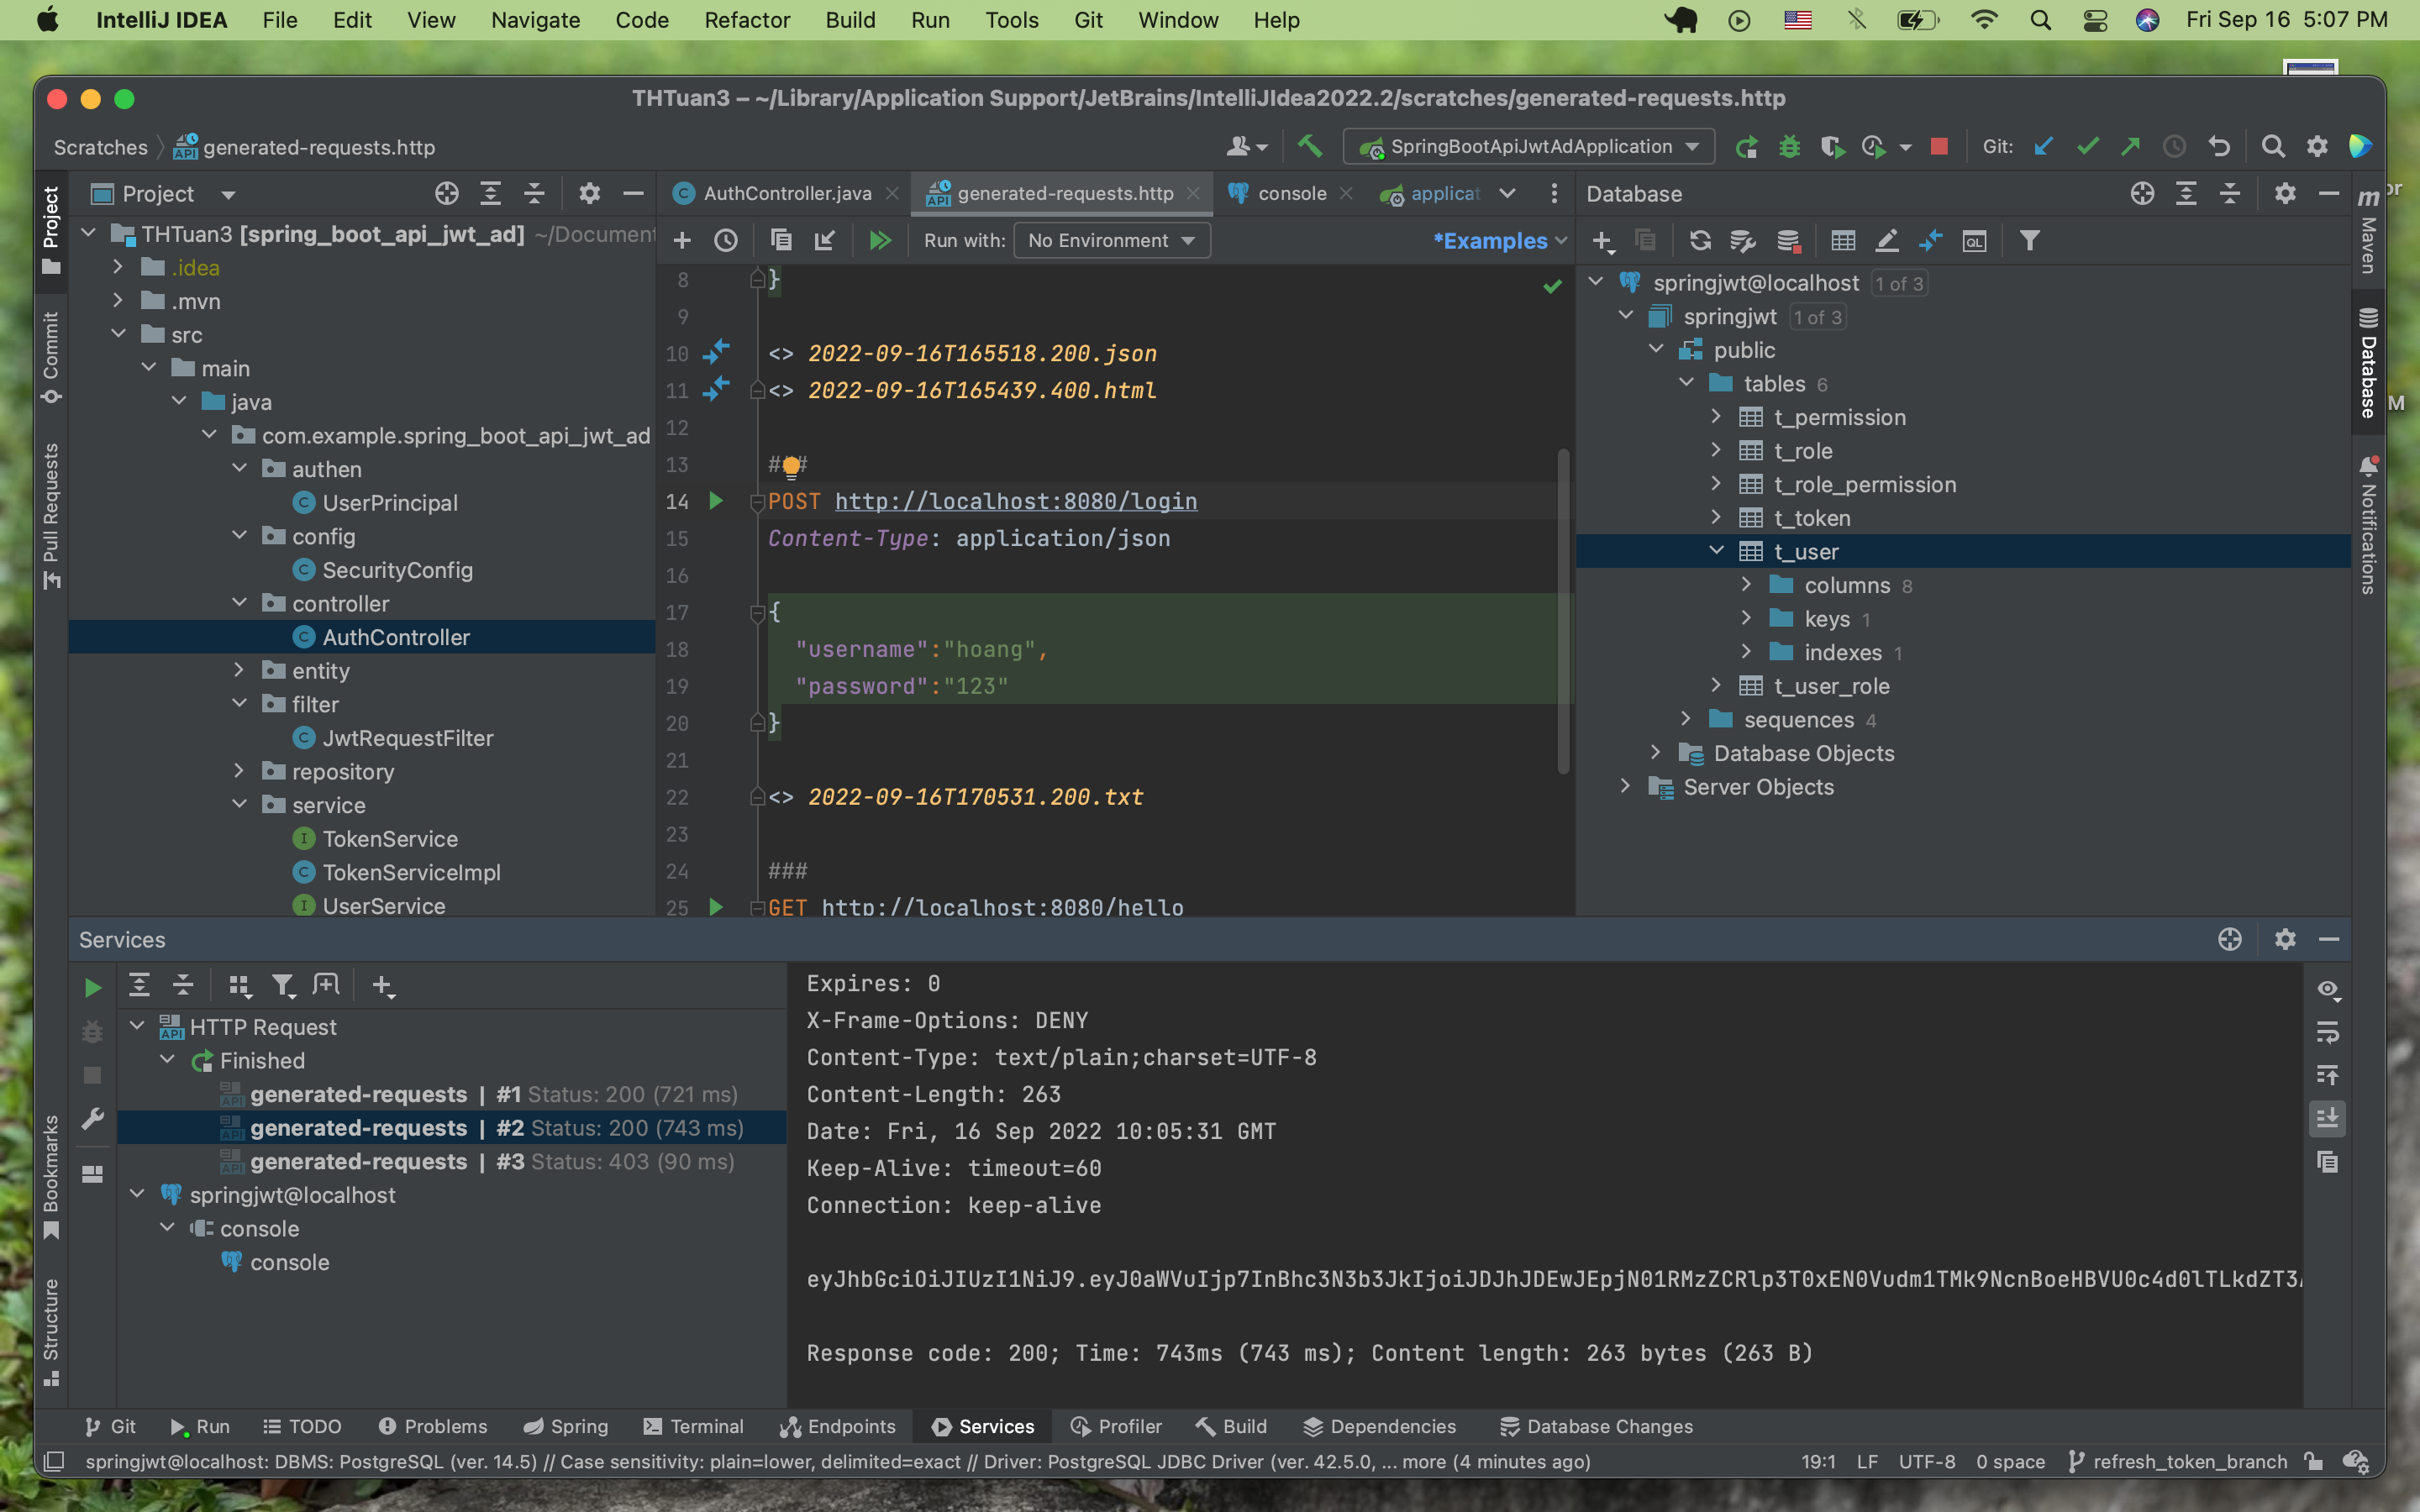 IntelliJ IDEA File Edit View Navigate Code Refactor Build Run Tools Git Window Help Fri Sep 16 5:07 PM
THTuan3 – ~/Library/Application Support/JetBrains/IntelliJIdea2022.2/scratches/generated-requests.http
Scratches generated-requests.http SpringBootApiJwtAdApplication Git:
Project
Commit
Pull Requests
Bookmarks
Structure
Project
THTuan3 [spring_boot_api_jwt_ad] ~/Document
.idea
.mvn
src
main
java
com.example.spring_boot_api_jwt_ad
authen
UserPrincipal
config
SecurityConfig
controller
AuthController
entity
filter
JwtRequestFilter
repository
service
TokenService
TokenServiceImpl
UserService
AuthController.java generated-requests.http console applicat
Run with: No Environment *Examples
8 }
9
10 <> 2022-09-16T165518.200.json
11 <> 2022-09-16T165439.400.html
12
13 ###
14 POST http://localhost:8080/login
15 Content-Type: application/json
16
17 {
18 "username":"hoang",
19 "password":"123"
20 }
21
22 <> 2022-09-16T170531.200.txt
23
24 ###
25 GET http://localhost:8080/hello
Database
springjwt@localhost 1 of 3
springjwt 1 of 3
public
tables 6
t_permission
t_role
t_role_permission
t_token
t_user
columns 8
keys 1
indexes 1
t_user_role
sequences 4
Database Objects
Server Objects
m Maven
Database
Notifications
Services
HTTP Request
Finished
generated-requests | #1 Status: 200 (721 ms)
generated-requests | #2 Status: 200 (743 ms)
generated-requests | #3 Status: 403 (90 ms)
springjwt@localhost
console
console
Expires: 0
X-Frame-Options: DENY
Content-Type: text/plain;charset=UTF-8
Content-Length: 263
Date: Fri, 16 Sep 2022 10:05:31 GMT
Keep-Alive: timeout=60
Connection: keep-alive
eyJhbGciOiJIUzI1NiJ9.eyJ0aWVuIjp7InBhc3N3b3JkIjoiJDJhJDEwJEpjN01RMzZCRlp3T0xEN0Vudm1TMk9NcnBoeHBVU0c4d0lTLkdZT3
Response code: 200; Time: 743ms (743 ms); Content length: 263 bytes (263 B)
Git Run TODO Problems Spring Terminal Endpoints Services Profiler Build Dependencies Database Changes
springjwt@localhost: DBMS: PostgreSQL (ver. 14.5) // Case sensitivity: plain=lower, delimited=exact // Driver: PostgreSQL JDBC Driver (ver. 42.5.0, ... more (4 minutes ago) 19:1 LF UTF-8 0 space refresh_token_branch